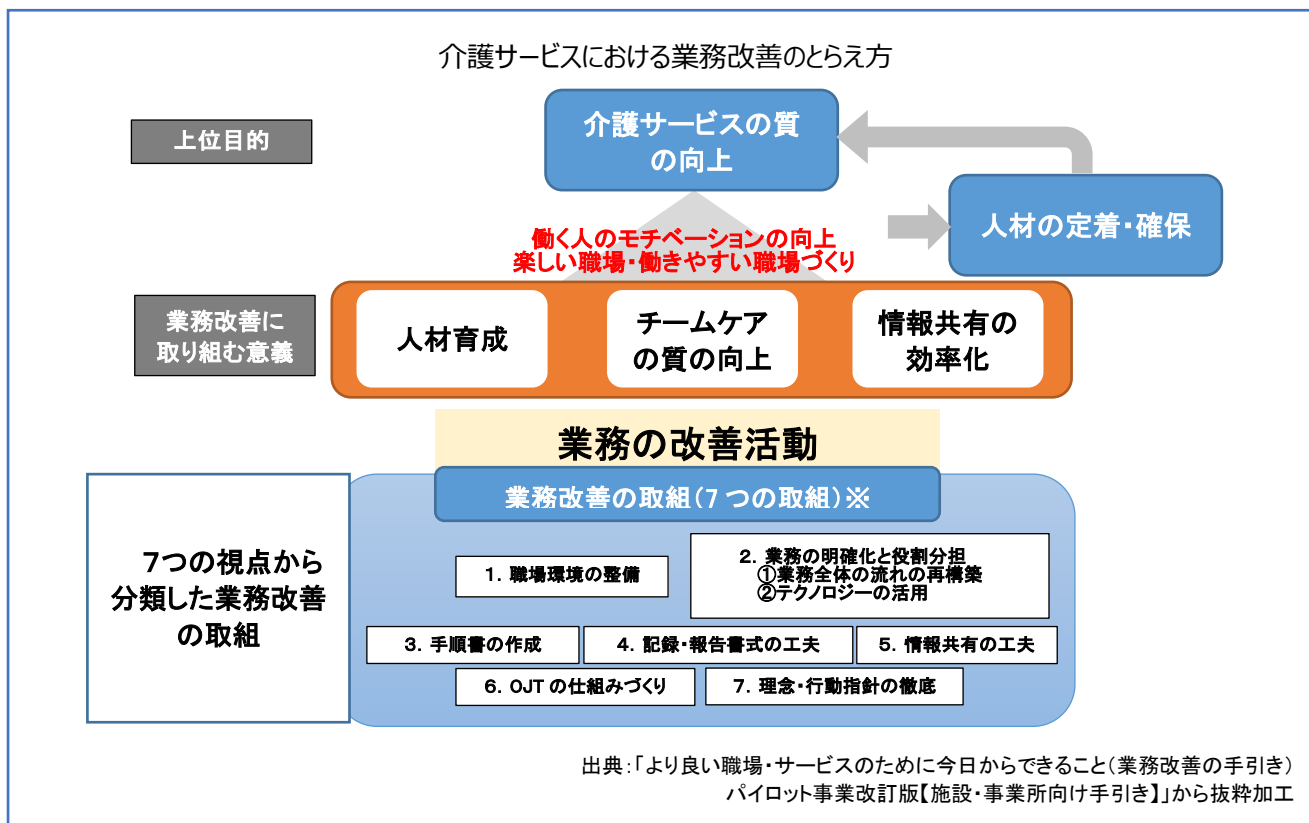 介護サービスにおける業務改善のとらえ方
上位目的
介護サービスの質
の向上
人材の定着・確保
働く人のモチベーションの向上
楽しい職場・働きやすい職場づくり
業務改善に
取り組む意義
人材育成
チームケア
の質の向上
情報共有の
効率化
業務の改善活動
業務改善の取組(7つの取組)※
7つの視点から
分類した業務改善
の取組
1. 職場環境の整備
2. 業務の明確化と役割分担
①業務全体の流れの再構築
②テクノロジーの活用
3. 手順書の作成
4. 記録・報告書式の工夫
5. 情報共有の工夫
6. OJTの仕組みづくり
7. 理念・行動指針の徹底
出典:「より良い職場・サービスのために今日からできること(業務改善の手引き)
パイロット事業改訂版【施設・事業所向け手引き】」から抜粋加工